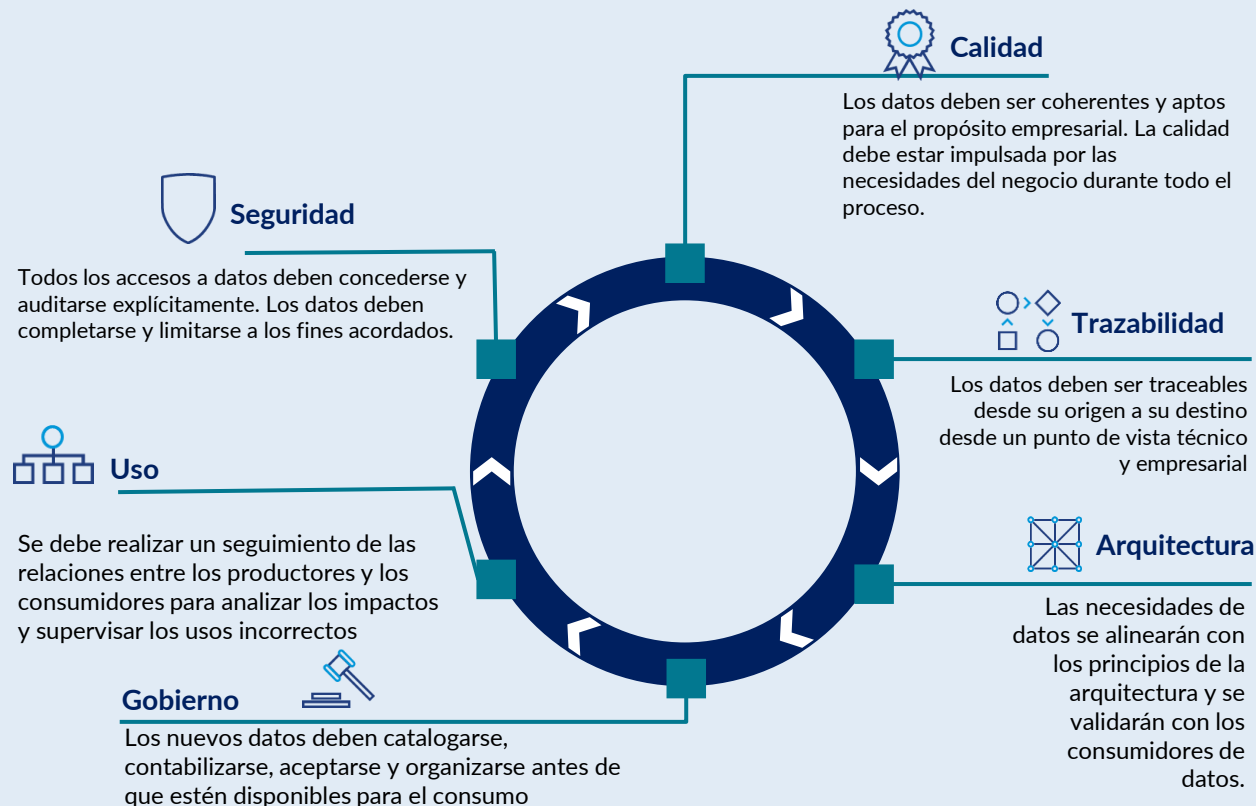 Calidad
Los datos deben ser coherentes y aptos
para el propósito empresarial. La calidad
debe estar impulsada por las
necesidades del negocio durante todo el
proceso.
Seguridad
Todos los accesos a datos deben concederse y
auditarse explícitamente. Los datos deben
completarse y limitarse a los fines acordados.
Trazabilidad
Los datos deben ser traceables
desde su origen a su destino
desde un punto de vista técnico
y empresarial
Uso
Se debe realizar un seguimiento de las
relaciones entre los productores y los
consumidores para analizar los impactos
y supervisar los usos incorrectos
Arquitectura
Las necesidades de
datos se alinearán con
los principios de la
arquitectura y se
validarán con los
consumidores de
datos.
Gobierno
Los nuevos datos deben catalogarse,
contabilizarse, aceptarse y organizarse antes de
que estén disponibles para el consumo